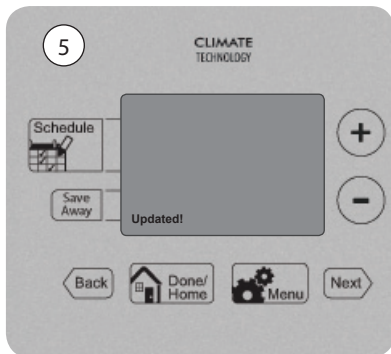 5
CLIMATE
TECHNOLOGY
Schedule
+
Save
Away
-
Updated!
Back
Done/
Home
Menu
Next